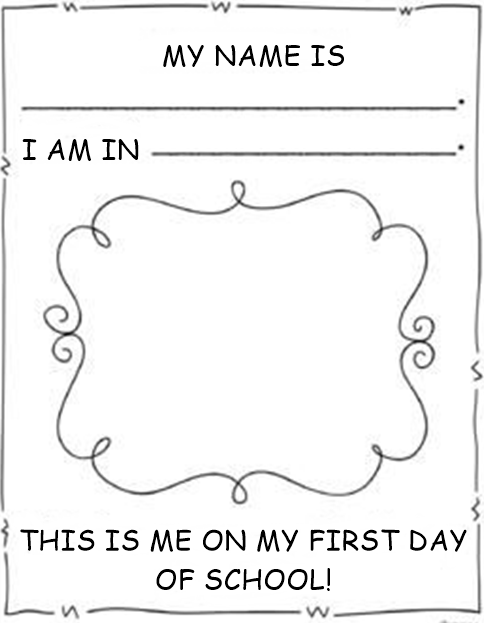 MY NAME IS
.
I AM IN .
THIS IS ME ON MY FIRST DAY
OF SCHOOL!